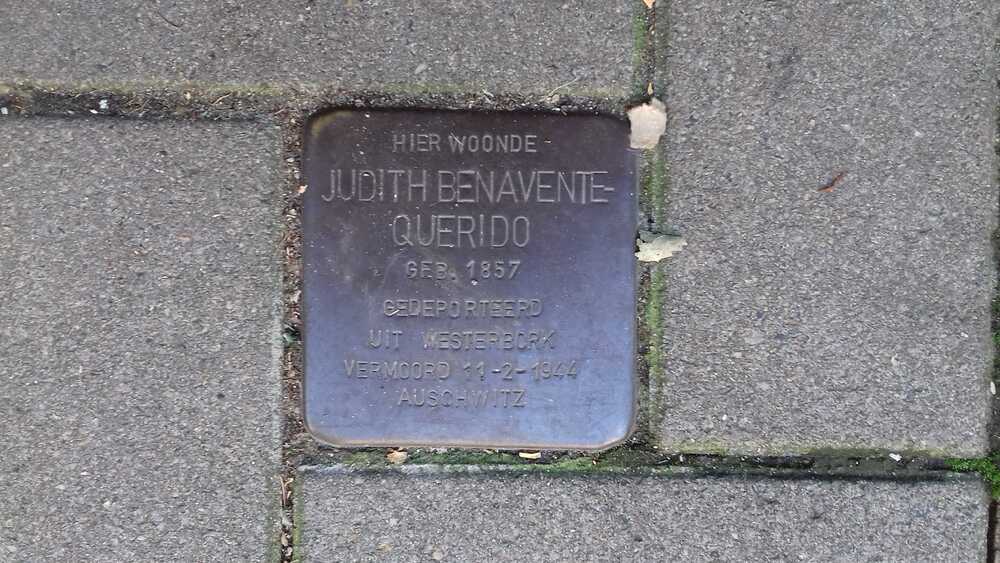 HIER WOONDE
JUDITH BENAVENTE-
QUERIDO
GEB. 1857
GEDEPORTEERD
UIT WESTERBORK
VERMOORD 11-2-1944
AUSCHWITZ